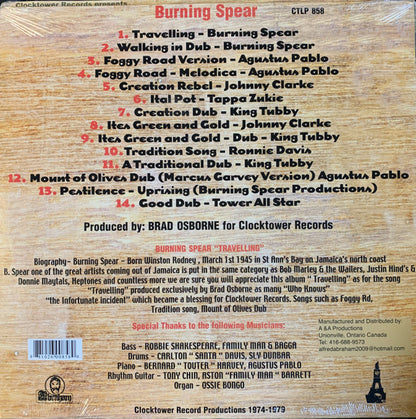 Clocktower Records presents
Burning Spear
CTLP 858
1. Travelling - Burning Spear
2. Walking in Dub - Burning Spear
3. Foggy Road Version - Agustus Pablo
4. Foggy Road - Melodica - Agustus Pablo
5. Creation Rebel - Johnny Clarke
6. Ital Pot - Tappa Zukie
7. Creation Dub - King Tubby
8. Ites Green and Gold - Johnny Clarke
9. Ites Green and Gold - Dub - King Tubby
10. Tradition Song - Ronnie Davis
11. A Traditional Dub - King Tubby
12. Mount of Olives Dub (Marcus Garvey Version) Agustus Pablo
13. Pestilence - Uprising (Burning Spear Productions)
14. Good Dub - Tower All Star
Produced by: BRAD OSBORNE for Clocktower Records
BURNING SPEAR "TRAVELLING"
Biography- Burning Spear - Born Winston Rodney, March 1st 1945 in St Ann's Bay on Jamaica's north coast
B. Spear one of the great artists coming out of Jamaica is put in the same category as Bob Marley & the Wailers, Justin Hind's &
Donnie Maytals, Heptones and countless more we are sure you will appreciate this album " Travelling" as for the song
"Travelling" was produced exclusively by Brad Osborne as many "Who Knows"
"the Infortunate incident" which became a blessing for Clocktower Records. Songs such as Foggy Rd,
Tradition Song, Mount of Olives Dub
Special Thanks to the following Musicians:
Bass - ROBBIE SHAKESPEARE, FAMILY MAN & BAGGA
Drums - CARLTON "SANTA" DAVIS, SLY DUNBAR
Piano - BERNARD "TOUTER" HARVEY, AGUSTUS PABLO
Rhythm Guitar - TONY CHIN, ASTON "FAMILY MAN" BARRETT
Organ - OSSIE BONGO
Manufactured and Distributed by
A &A Productions
Unionville, Ontario Canada
Tel: 416-688-9573
alfredabraham2009@hotmail.com
Clocktower Record Productions 1974-1979